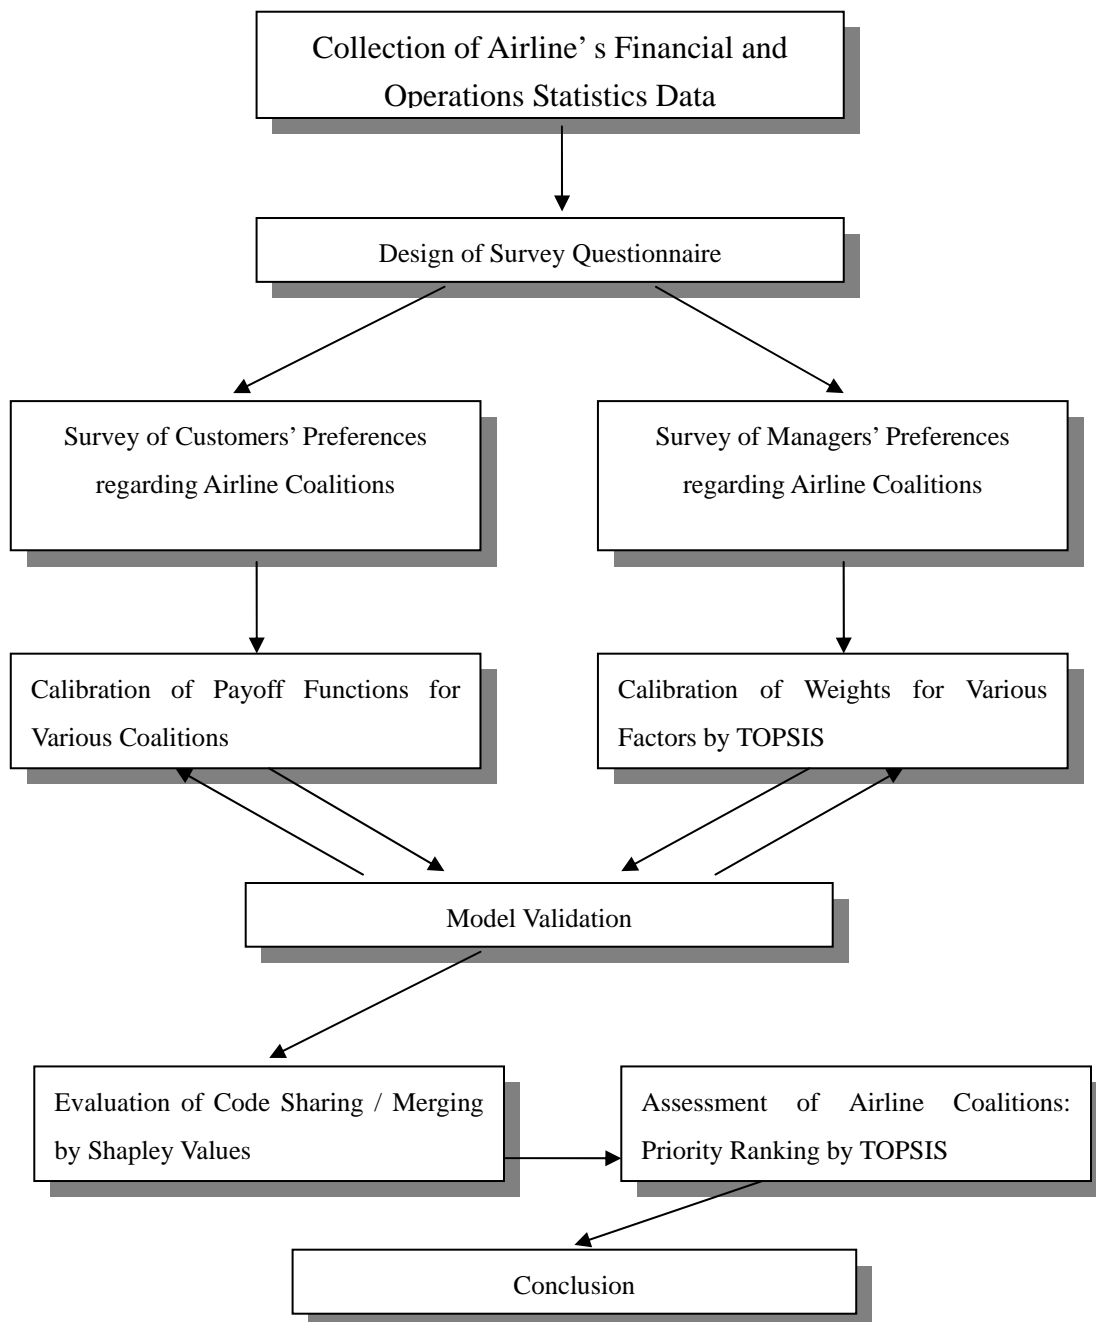 Collection of Airline’ s Financial and
Operations Statistics Data
Design of Survey Questionnaire
Survey of Customers’ Preferences
regarding Airline Coalitions
Survey of Managers’ Preferences
regarding Airline Coalitions
Calibration of Payoff Functions for
Various Coalitions
Calibration of Weights for Various
Factors by TOPSIS
Model Validation
Evaluation of Code Sharing / Merging
by Shapley Values
Assessment of Airline Coalitions:
Priority Ranking by TOPSIS
Conclusion